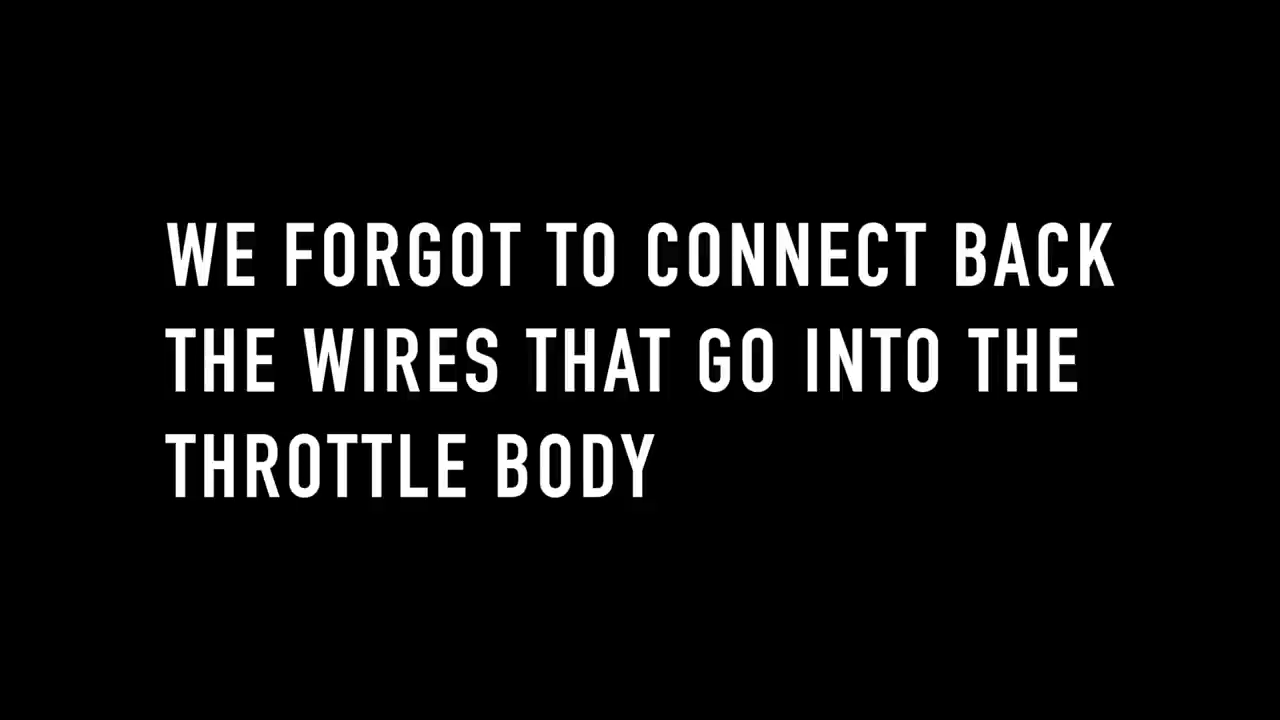 WE FORGOT TO CONNECT BACK
THE WIRES THAT GO INTO THE
THROTTLE BODY